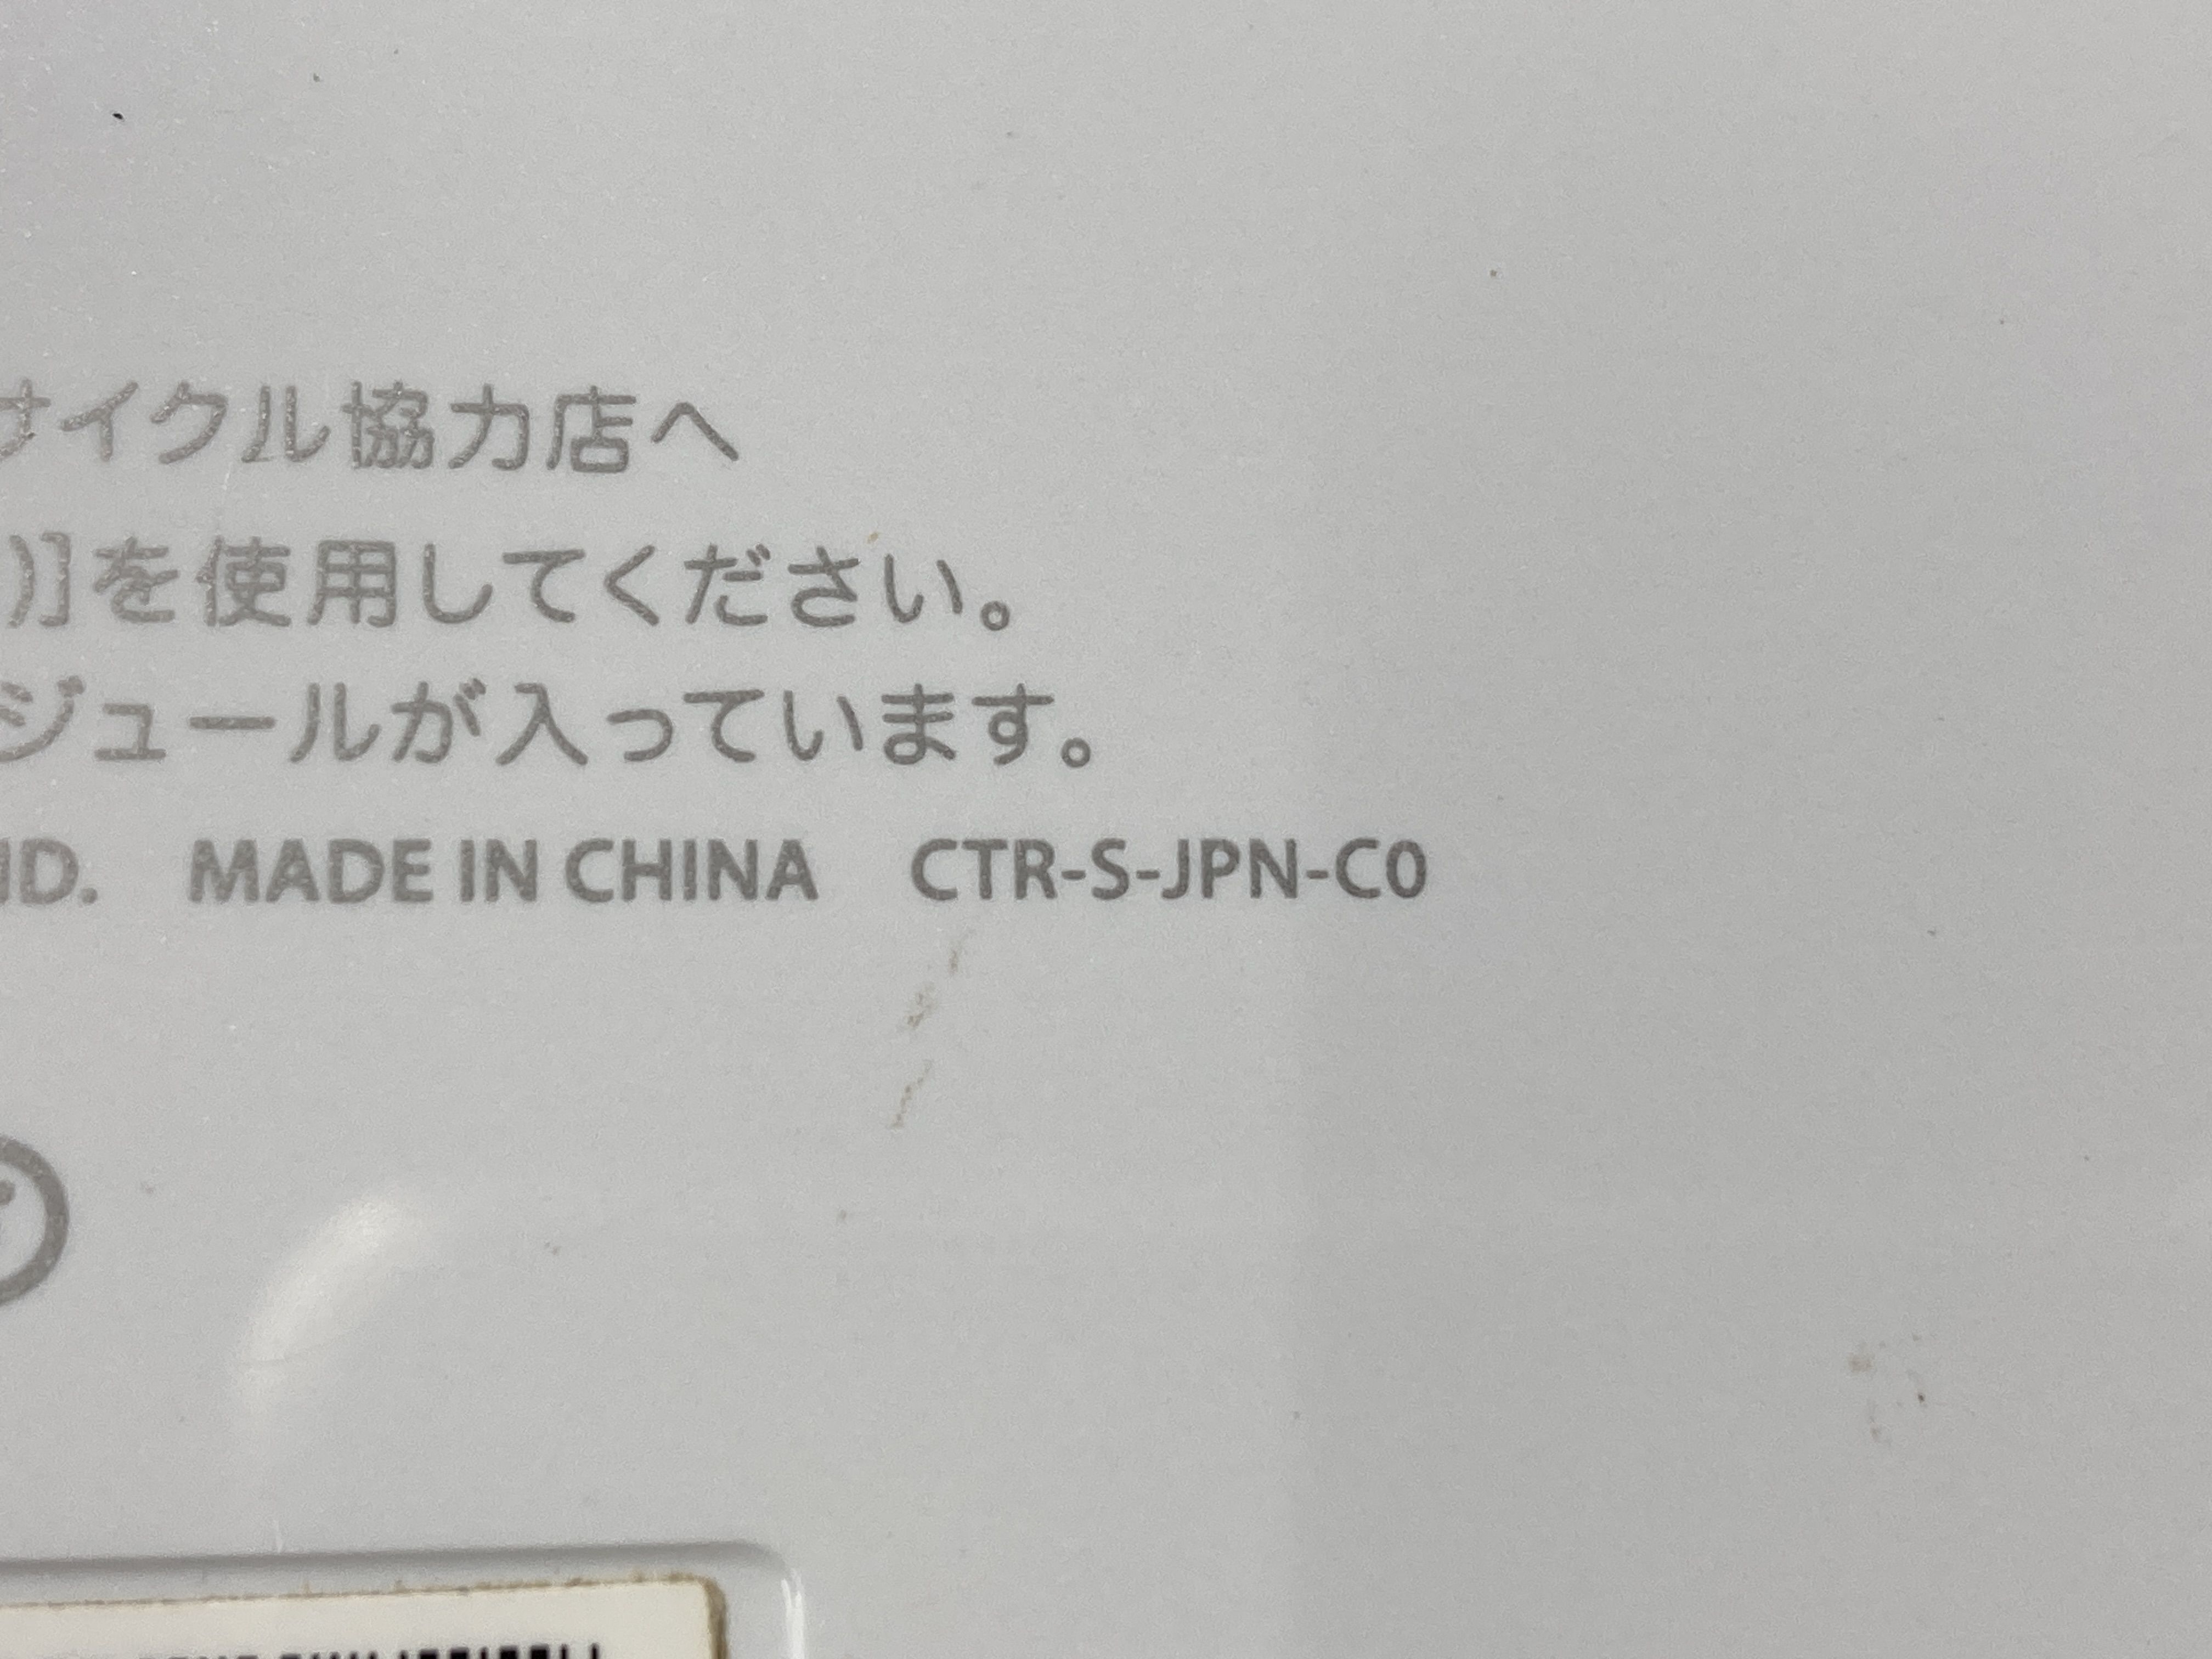 サイクル協力店へ
)]を使用してください。
ジュールが入っています。
ND. MADE IN CHINA CTR-S-JPN-C0